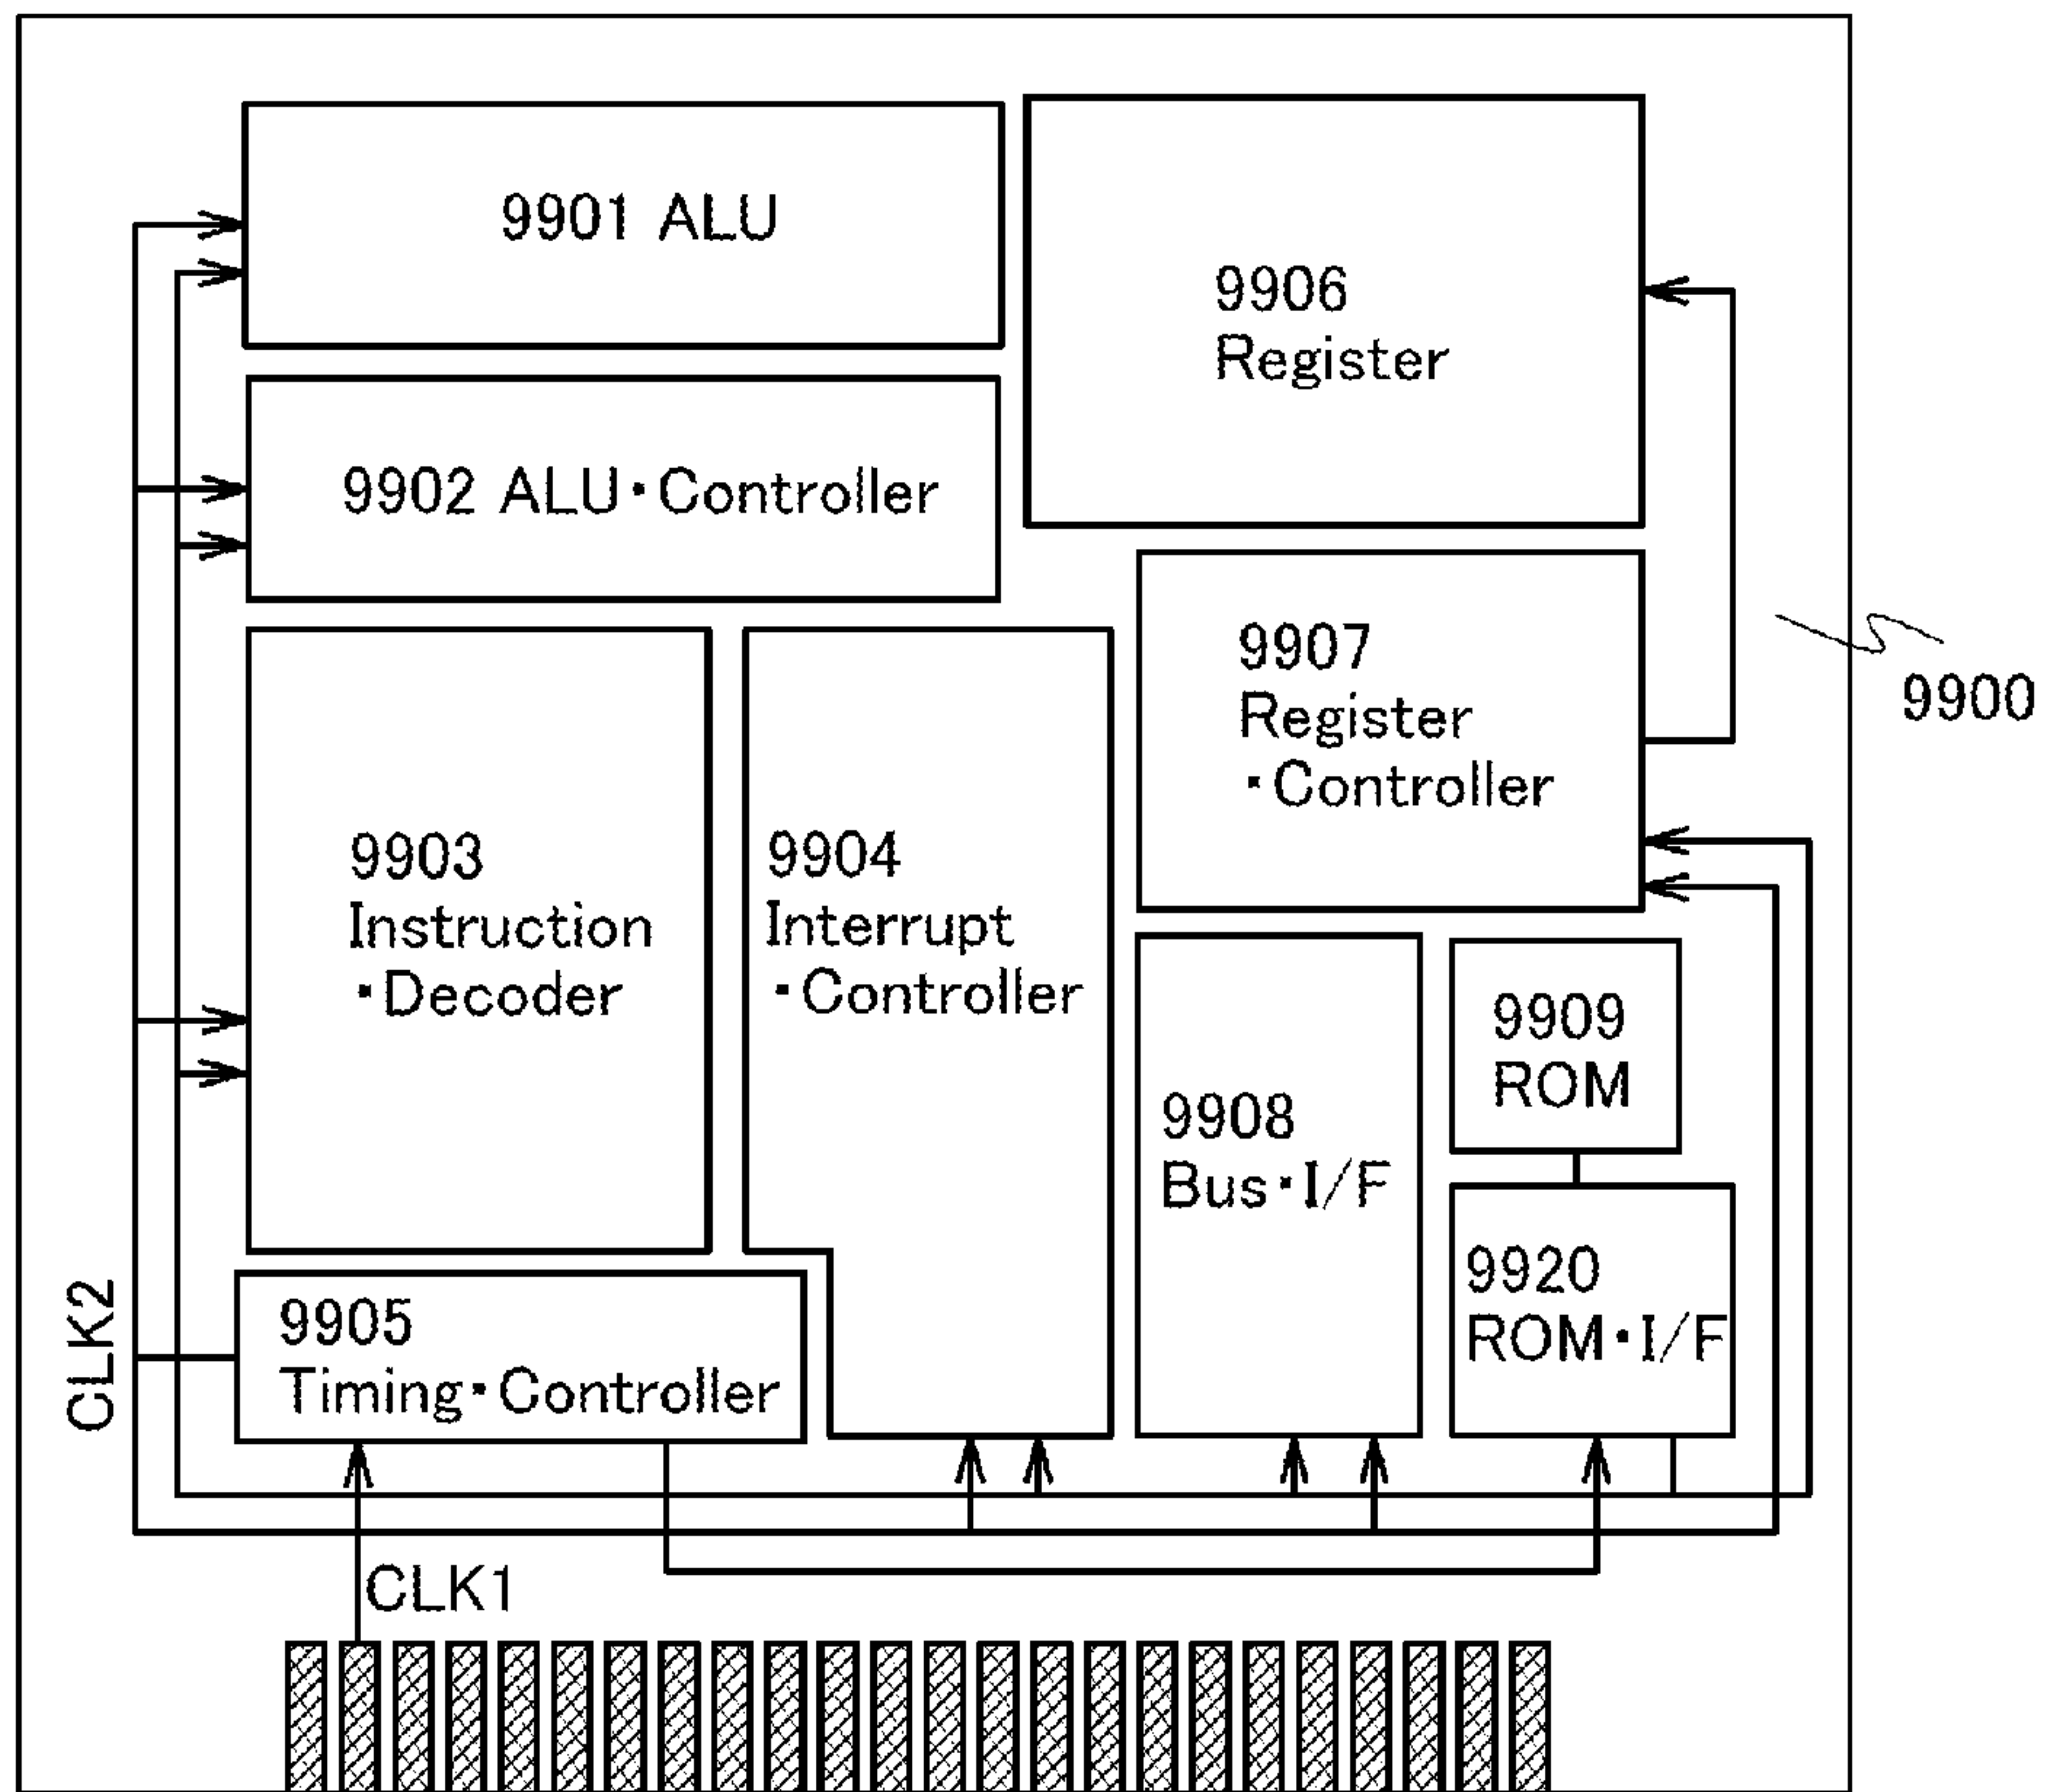 9901 ALU
9906
Register
9902 ALU・Controller
9907
Register
・Controller
9900
9903
Instruction
・Decoder
9904
Interrupt
・Controller
9909
ROM
9908
Bus・I/F
9920
ROM・I/F
9905
Timing・Controller
CLK2
CLK1